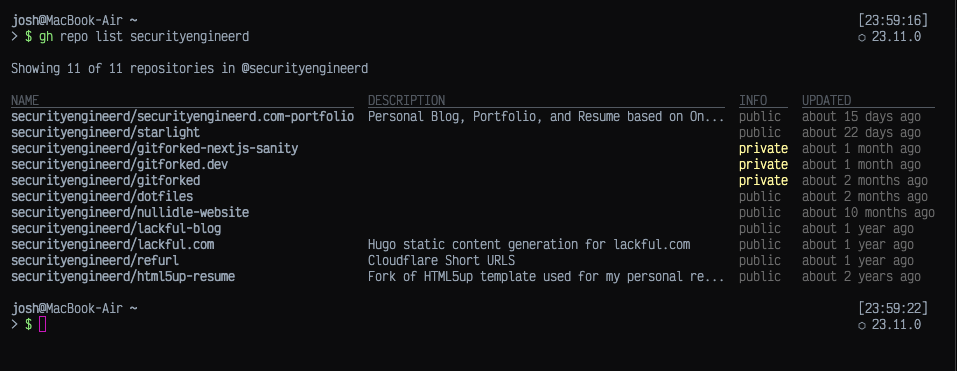 josh@MacBook-Air ~ [23:59:16]
> $ gh repo list securityengineerd ⬡ 23.11.0
Showing 11 of 11 repositories in @securityengineerd
NAME DESCRIPTION INFO UPDATED
securityengineerd/securityengineerd.com-portfolio Personal Blog, Portfolio, and Resume based on On... public about 15 days ago
securityengineerd/starlight public about 22 days ago
securityengineerd/gitforked-nextjs-sanity private about 1 month ago
securityengineerd/gitforked.dev private about 1 month ago
securityengineerd/gitforked private about 2 months ago
securityengineerd/dotfiles public about 2 months ago
securityengineerd/nullidle-website public about 10 months ago
securityengineerd/lackful-blog public about 1 year ago
securityengineerd/lackful.com Hugo static content generation for lackful.com public about 1 year ago
securityengineerd/refurl Cloudflare Short URLS public about 1 year ago
securityengineerd/html5up-resume Fork of HTML5up template used for my personal re... public about 2 years ago
josh@MacBook-Air ~ [23:59:22]
> $ ⬡ 23.11.0